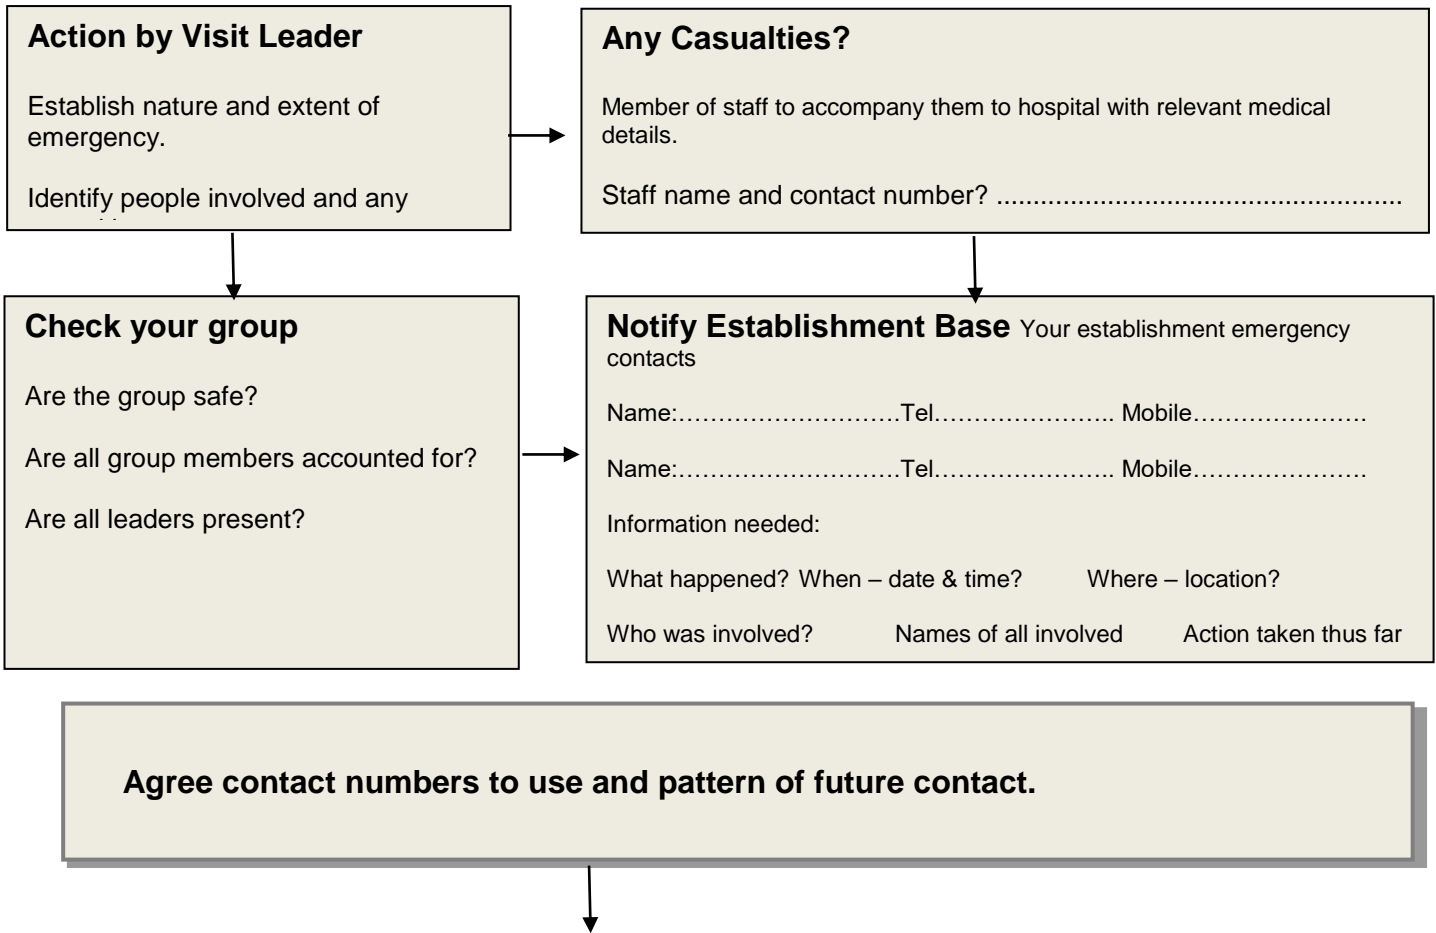 Action by Visit Leader
Establish nature and extent of
emergency.
Identify people involved and any
Any Casualties?
Member of staff to accompany them to hospital with relevant medical
details.
Staff name and contact number? .......................................................
Check your group
Are the group safe?
Are all group members accounted for?
Are all leaders present?
Notify Establishment Base Your establishment emergency
contacts
Name:……………………….Tel………………….. Mobile………………….
Name:……………………….Tel………………….. Mobile………………….
Information needed:
What happened? When – date & time? Where – location?
Who was involved? Names of all involved Action taken thus far
Agree contact numbers to use and pattern of future contact.